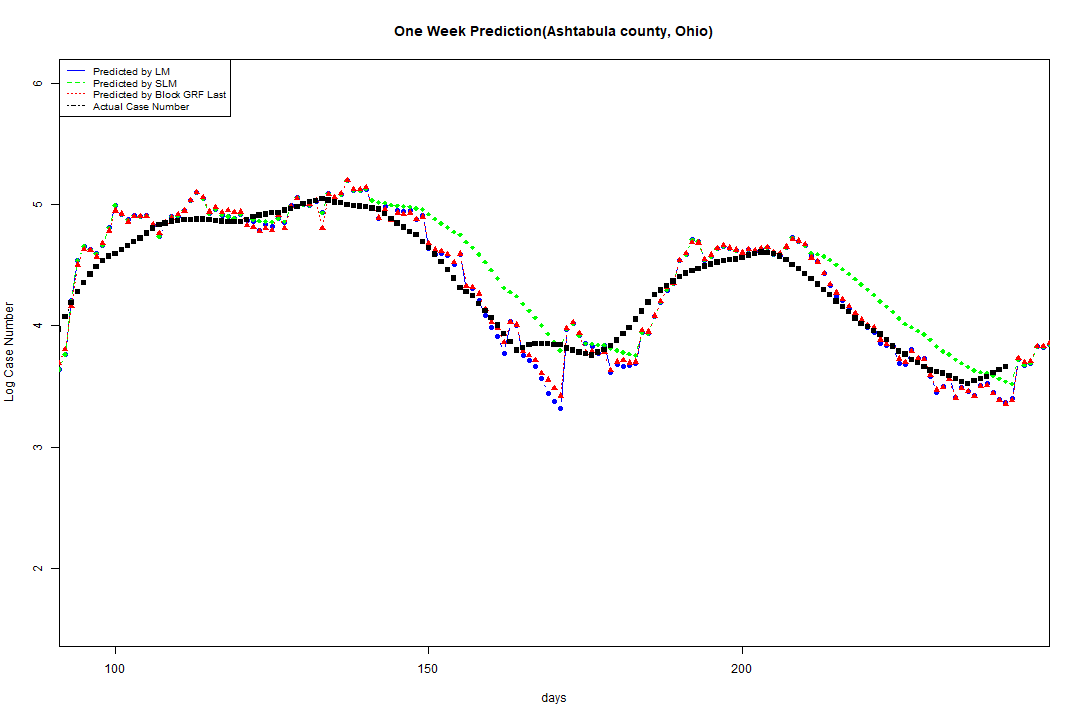 One Week Prediction(Ashtabula county, Ohio)
Predicted by LM
Predicted by SLM
Predicted by Block GRF Last
Actual Case Number
6
5
4
3
2
Log Case Number
100 150 200
days